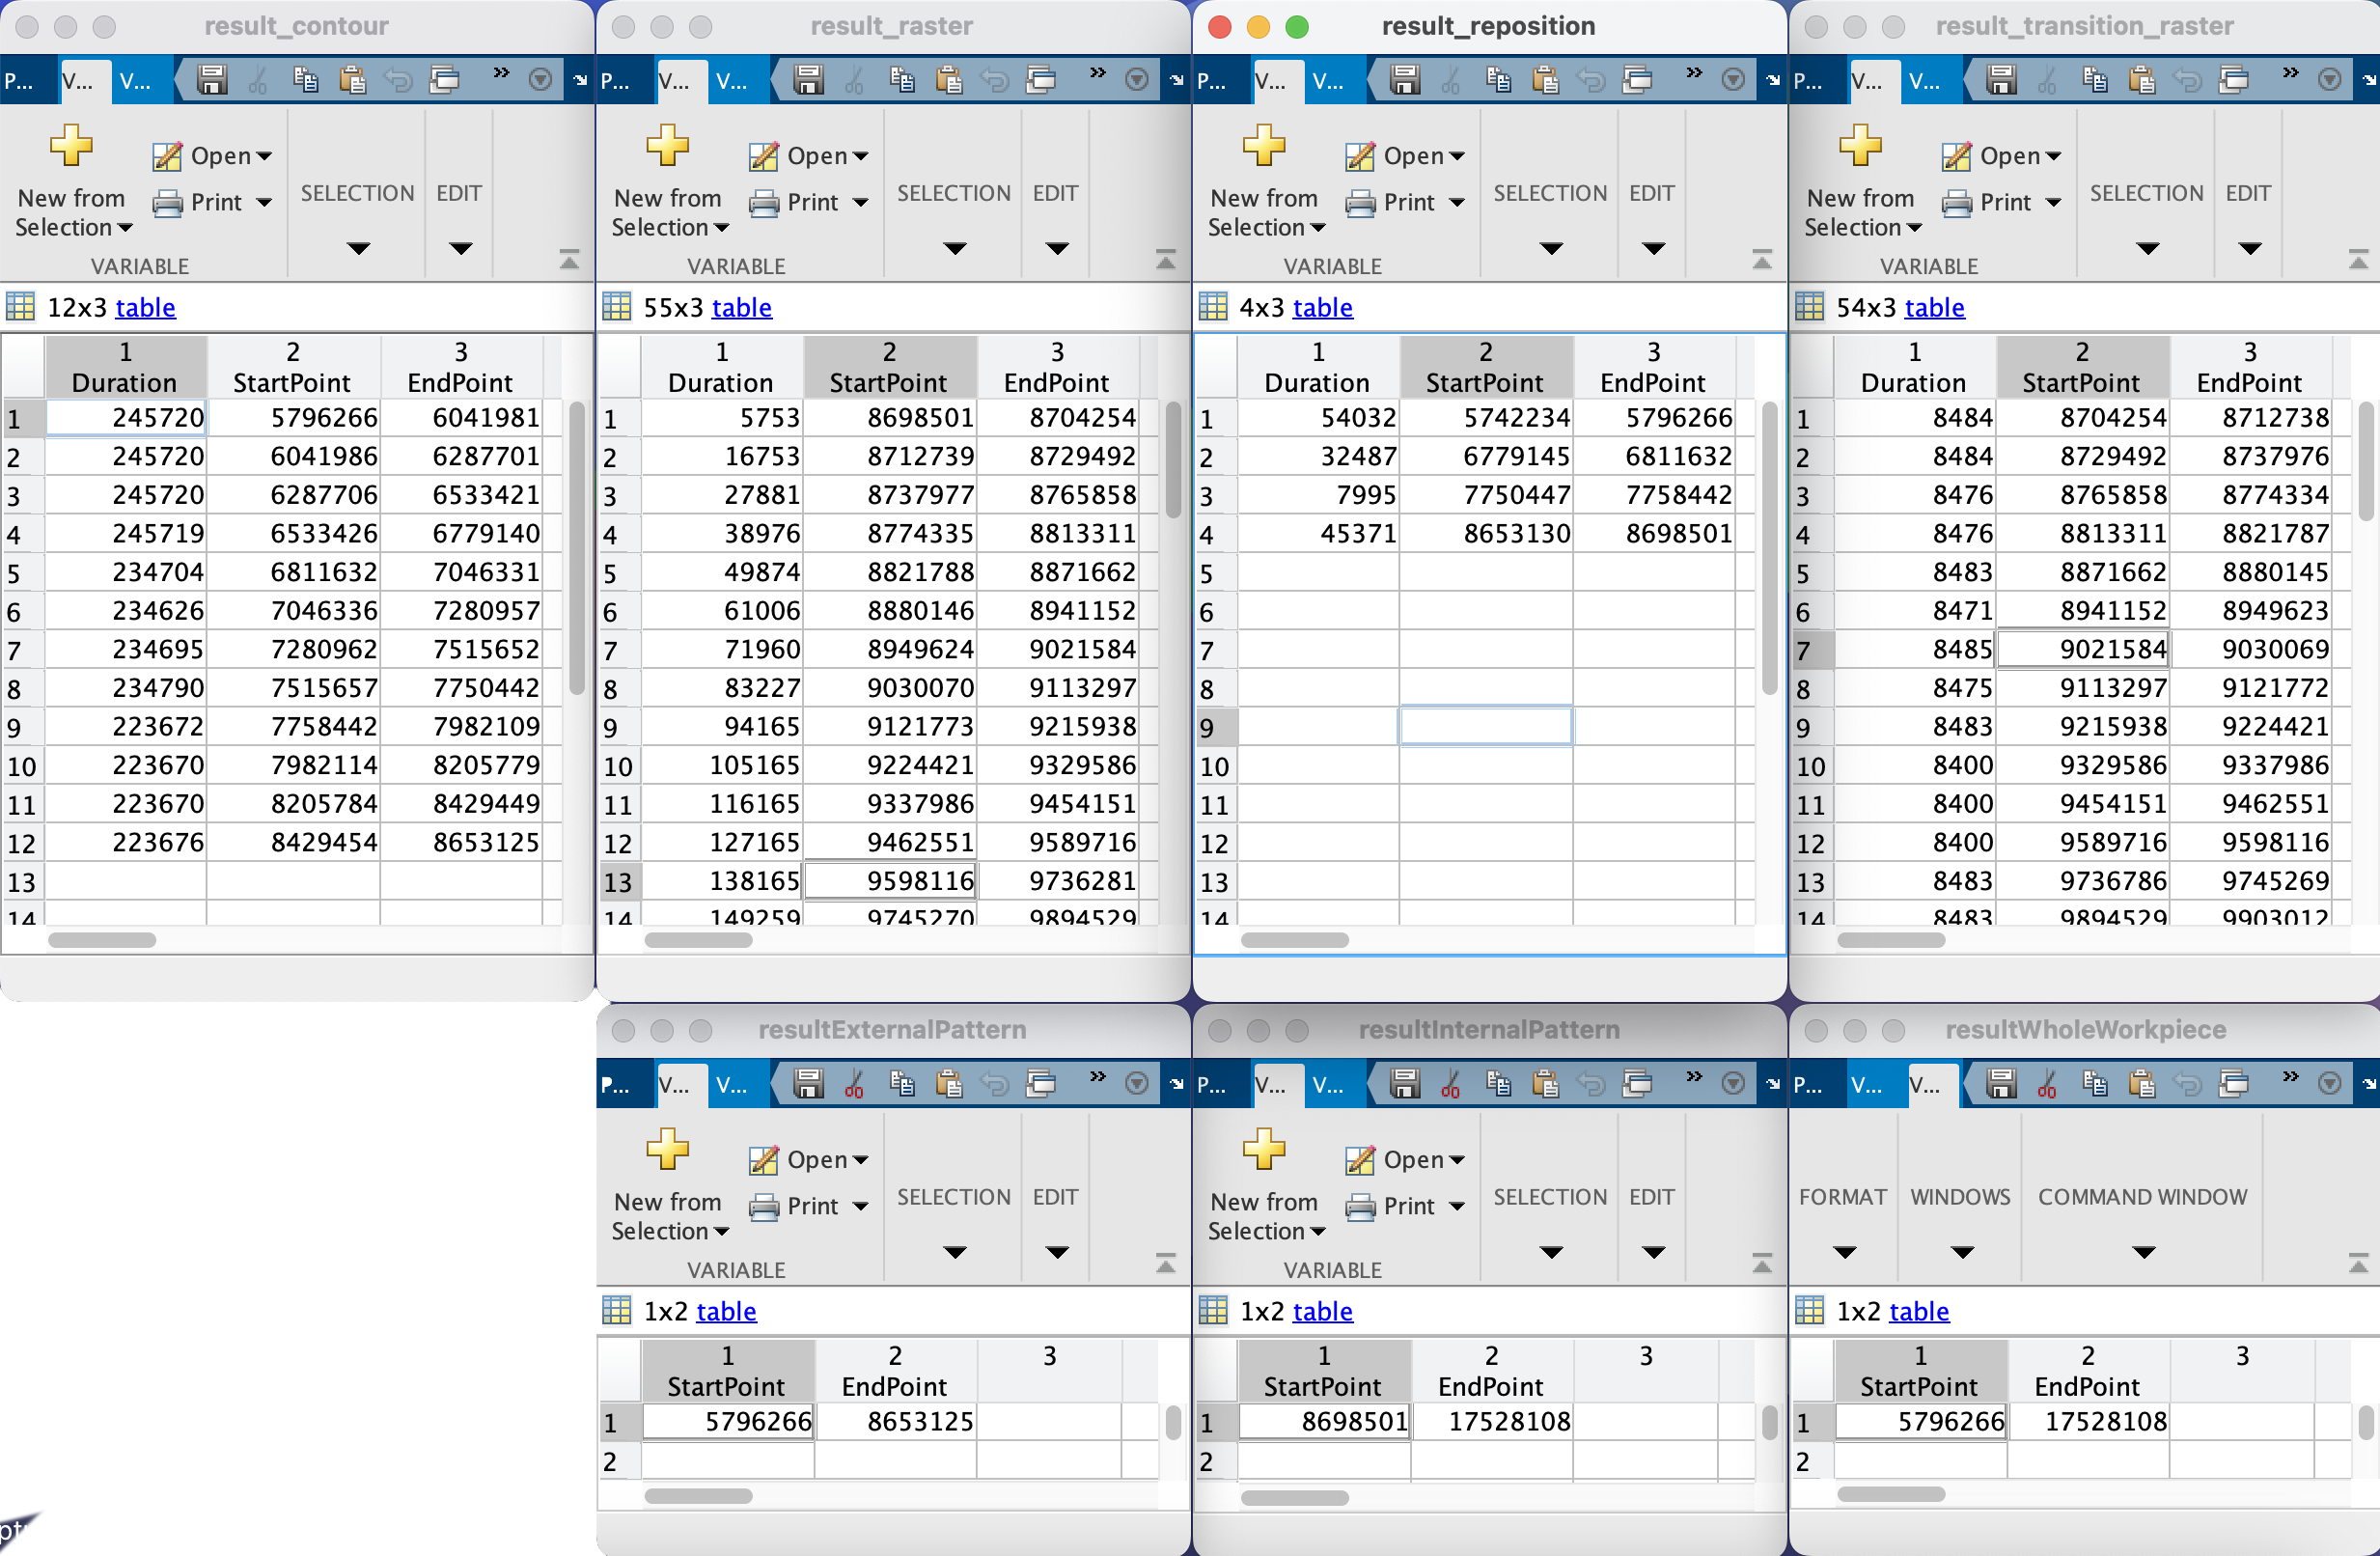 result_contour
P... V... V... »
New from
Selection
Open
Print
SELECTION
EDIT
VARIABLE
12x3 table
1 2 3
Duration StartPoint EndPoint
1 245720 5796266 6041981
2 245720 6041986 6287701
3 245720 6287706 6533421
4 245719 6533426 6779140
5 234704 6811632 7046331
6 234626 7046336 7280957
7 234695 7280962 7515652
8 234790 7515657 7750442
9 223672 7758442 7982109
10 223670 7982114 8205779
11 223670 8205784 8429449
12 223676 8429454 8653125
13
14
result_raster
P... V... V... »
New from
Selection
Open
Print
SELECTION
EDIT
VARIABLE
55x3 table
1 2 3
Duration StartPoint EndPoint
1 5753 8698501 8704254
2 16753 8712739 8729492
3 27881 8737977 8765858
4 38976 8774335 8813311
5 49874 8821788 8871662
6 61006 8880146 8941152
7 71960 8949624 9021584
8 83227 9030070 9113297
9 94165 9121773 9215938
10 105165 9224421 9329586
11 116165 9337986 9454151
12 127165 9462551 9589716
13 138165 9598116 9736281
14 149259 9745270 9894529
result_reposition
P... V... V... »
New from
Selection
Open
Print
SELECTION
EDIT
VARIABLE
4x3 table
1 2 3
Duration StartPoint EndPoint
1 54032 5742234 5796266
2 32487 6779145 6811632
3 7995 7750447 7758442
4 45371 8653130 8698501
5
6
7
8
9
10
11
12
13
14
result_transition_raster
P... V... V... »
New from
Selection
Open
Print
SELECTION
EDIT
VARIABLE
54x3 table
1 2 3
Duration StartPoint EndPoint
1 8484 8704254 8712738
2 8484 8729492 8737976
3 8476 8765858 8774334
4 8476 8813311 8821787
5 8483 8871662 8880145
6 8471 8941152 8949623
7 8485 9021584 9030069
8 8475 9113297 9121772
9 8483 9215938 9224421
10 8400 9329586 9337986
11 8400 9454151 9462551
12 8400 9589716 9598116
13 8483 9736786 9745269
14 8483 9894529 9903012
resultExternalPattern
P... V... V... »
New from
Selection
Open
Print
SELECTION
EDIT
VARIABLE
1x2 table
1 2 3
StartPoint EndPoint
1 5796266 8653125
2
resultInternalPattern
P... V... V... »
New from
Selection
Open
Print
SELECTION
EDIT
VARIABLE
1x2 table
1 2 3
StartPoint EndPoint
1 8698501 17528108
2
resultWholeWorkpiece
P... V... V... »
FORMAT WINDOWS COMMAND WINDOW
1x2 table
1 2 3
StartPoint EndPoint
1 5796266 17528108
2